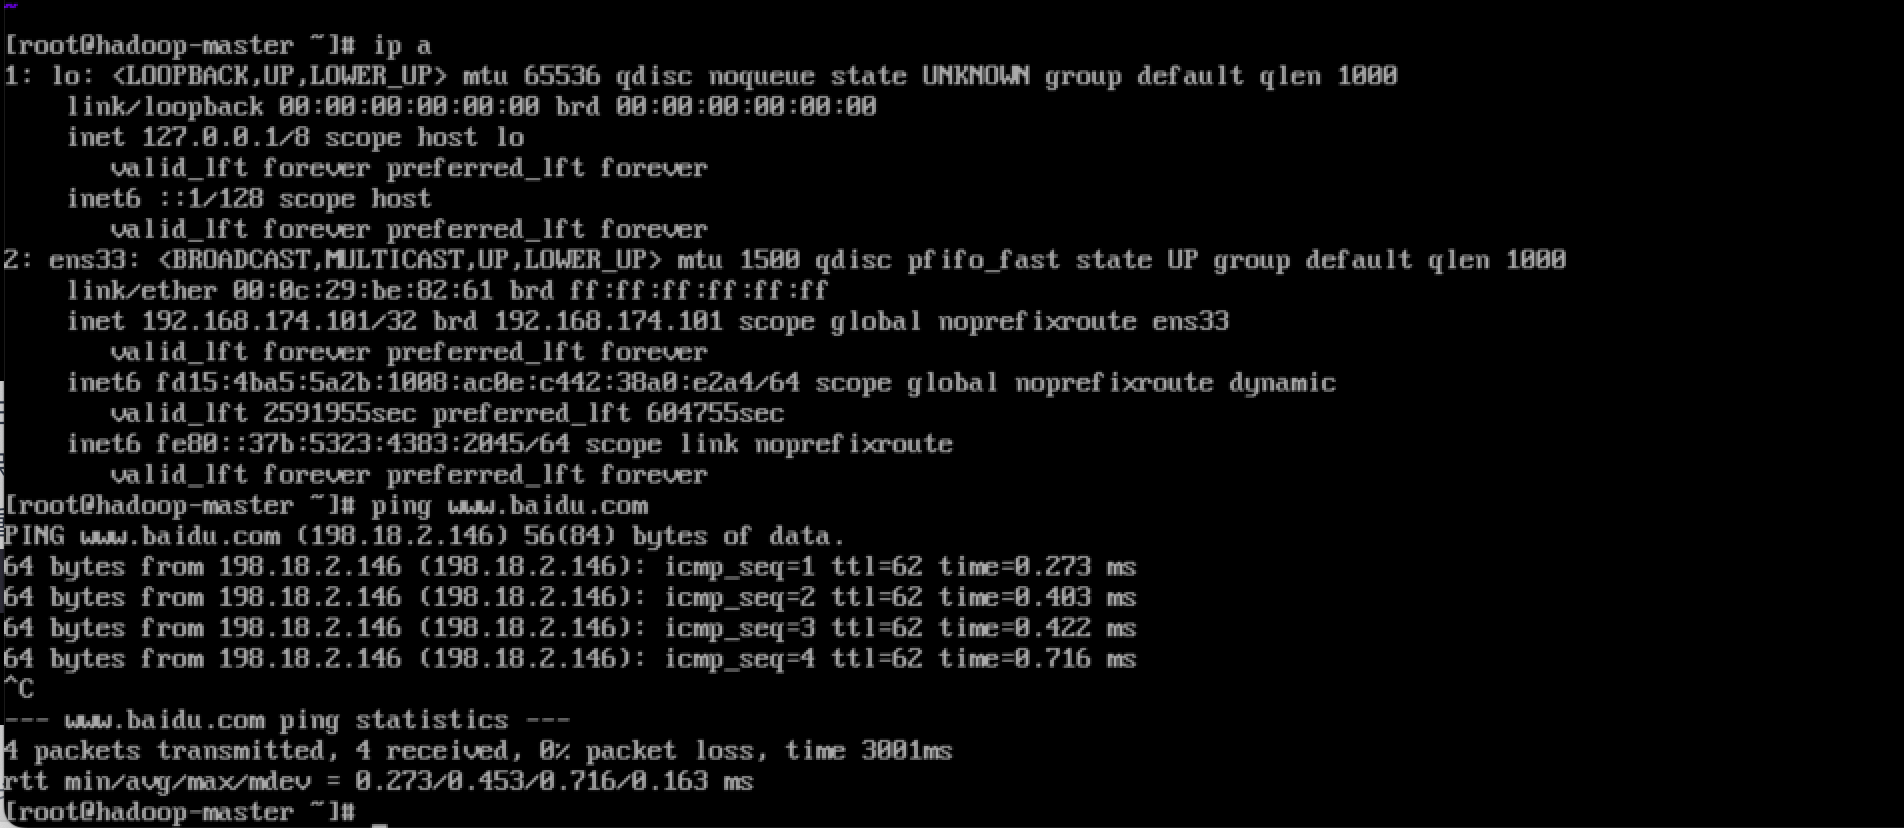 ~
[root@hadoop-master ~]# ip a
1: lo: <LOOPBACK,UP,LOWER_UP> mtu 65536 qdisc noqueue state UNKNOWN group default qlen 1000
    link/loopback 00:00:00:00:00:00 brd 00:00:00:00:00:00
    inet 127.0.0.1/8 scope host lo
       valid_lft forever preferred_lft forever
    inet6 ::1/128 scope host
       valid_lft forever preferred_lft forever
2: ens33: <BROADCAST,MULTICAST,UP,LOWER_UP> mtu 1500 qdisc pfifo_fast state UP group default qlen 1000
    link/ether 00:0c:29:be:82:61 brd ff:ff:ff:ff:ff:ff
    inet 192.168.174.101/32 brd 192.168.174.101 scope global noprefixroute ens33
       valid_lft forever preferred_lft forever
    inet6 fd15:4ba5:5a2b:1008:ac0e:c442:38a0:e2a4/64 scope global noprefixroute dynamic
       valid_lft 2591955sec preferred_lft 604755sec
    inet6 fe80::37b:5323:4383:2045/64 scope link noprefixroute
       valid_lft forever preferred_lft forever
[root@hadoop-master ~]# ping www.baidu.com
PING www.baidu.com (198.18.2.146) 56(84) bytes of data.
64 bytes from 198.18.2.146 (198.18.2.146): icmp_seq=1 ttl=62 time=0.273 ms
64 bytes from 198.18.2.146 (198.18.2.146): icmp_seq=2 ttl=62 time=0.403 ms
64 bytes from 198.18.2.146 (198.18.2.146): icmp_seq=3 ttl=62 time=0.422 ms
64 bytes from 198.18.2.146 (198.18.2.146): icmp_seq=4 ttl=62 time=0.716 ms
^C
--- www.baidu.com ping statistics ---
4 packets transmitted, 4 received, 0% packet loss, time 3001ms
rtt min/avg/max/mdev = 0.273/0.453/0.716/0.163 ms
[root@hadoop-master ~]# _